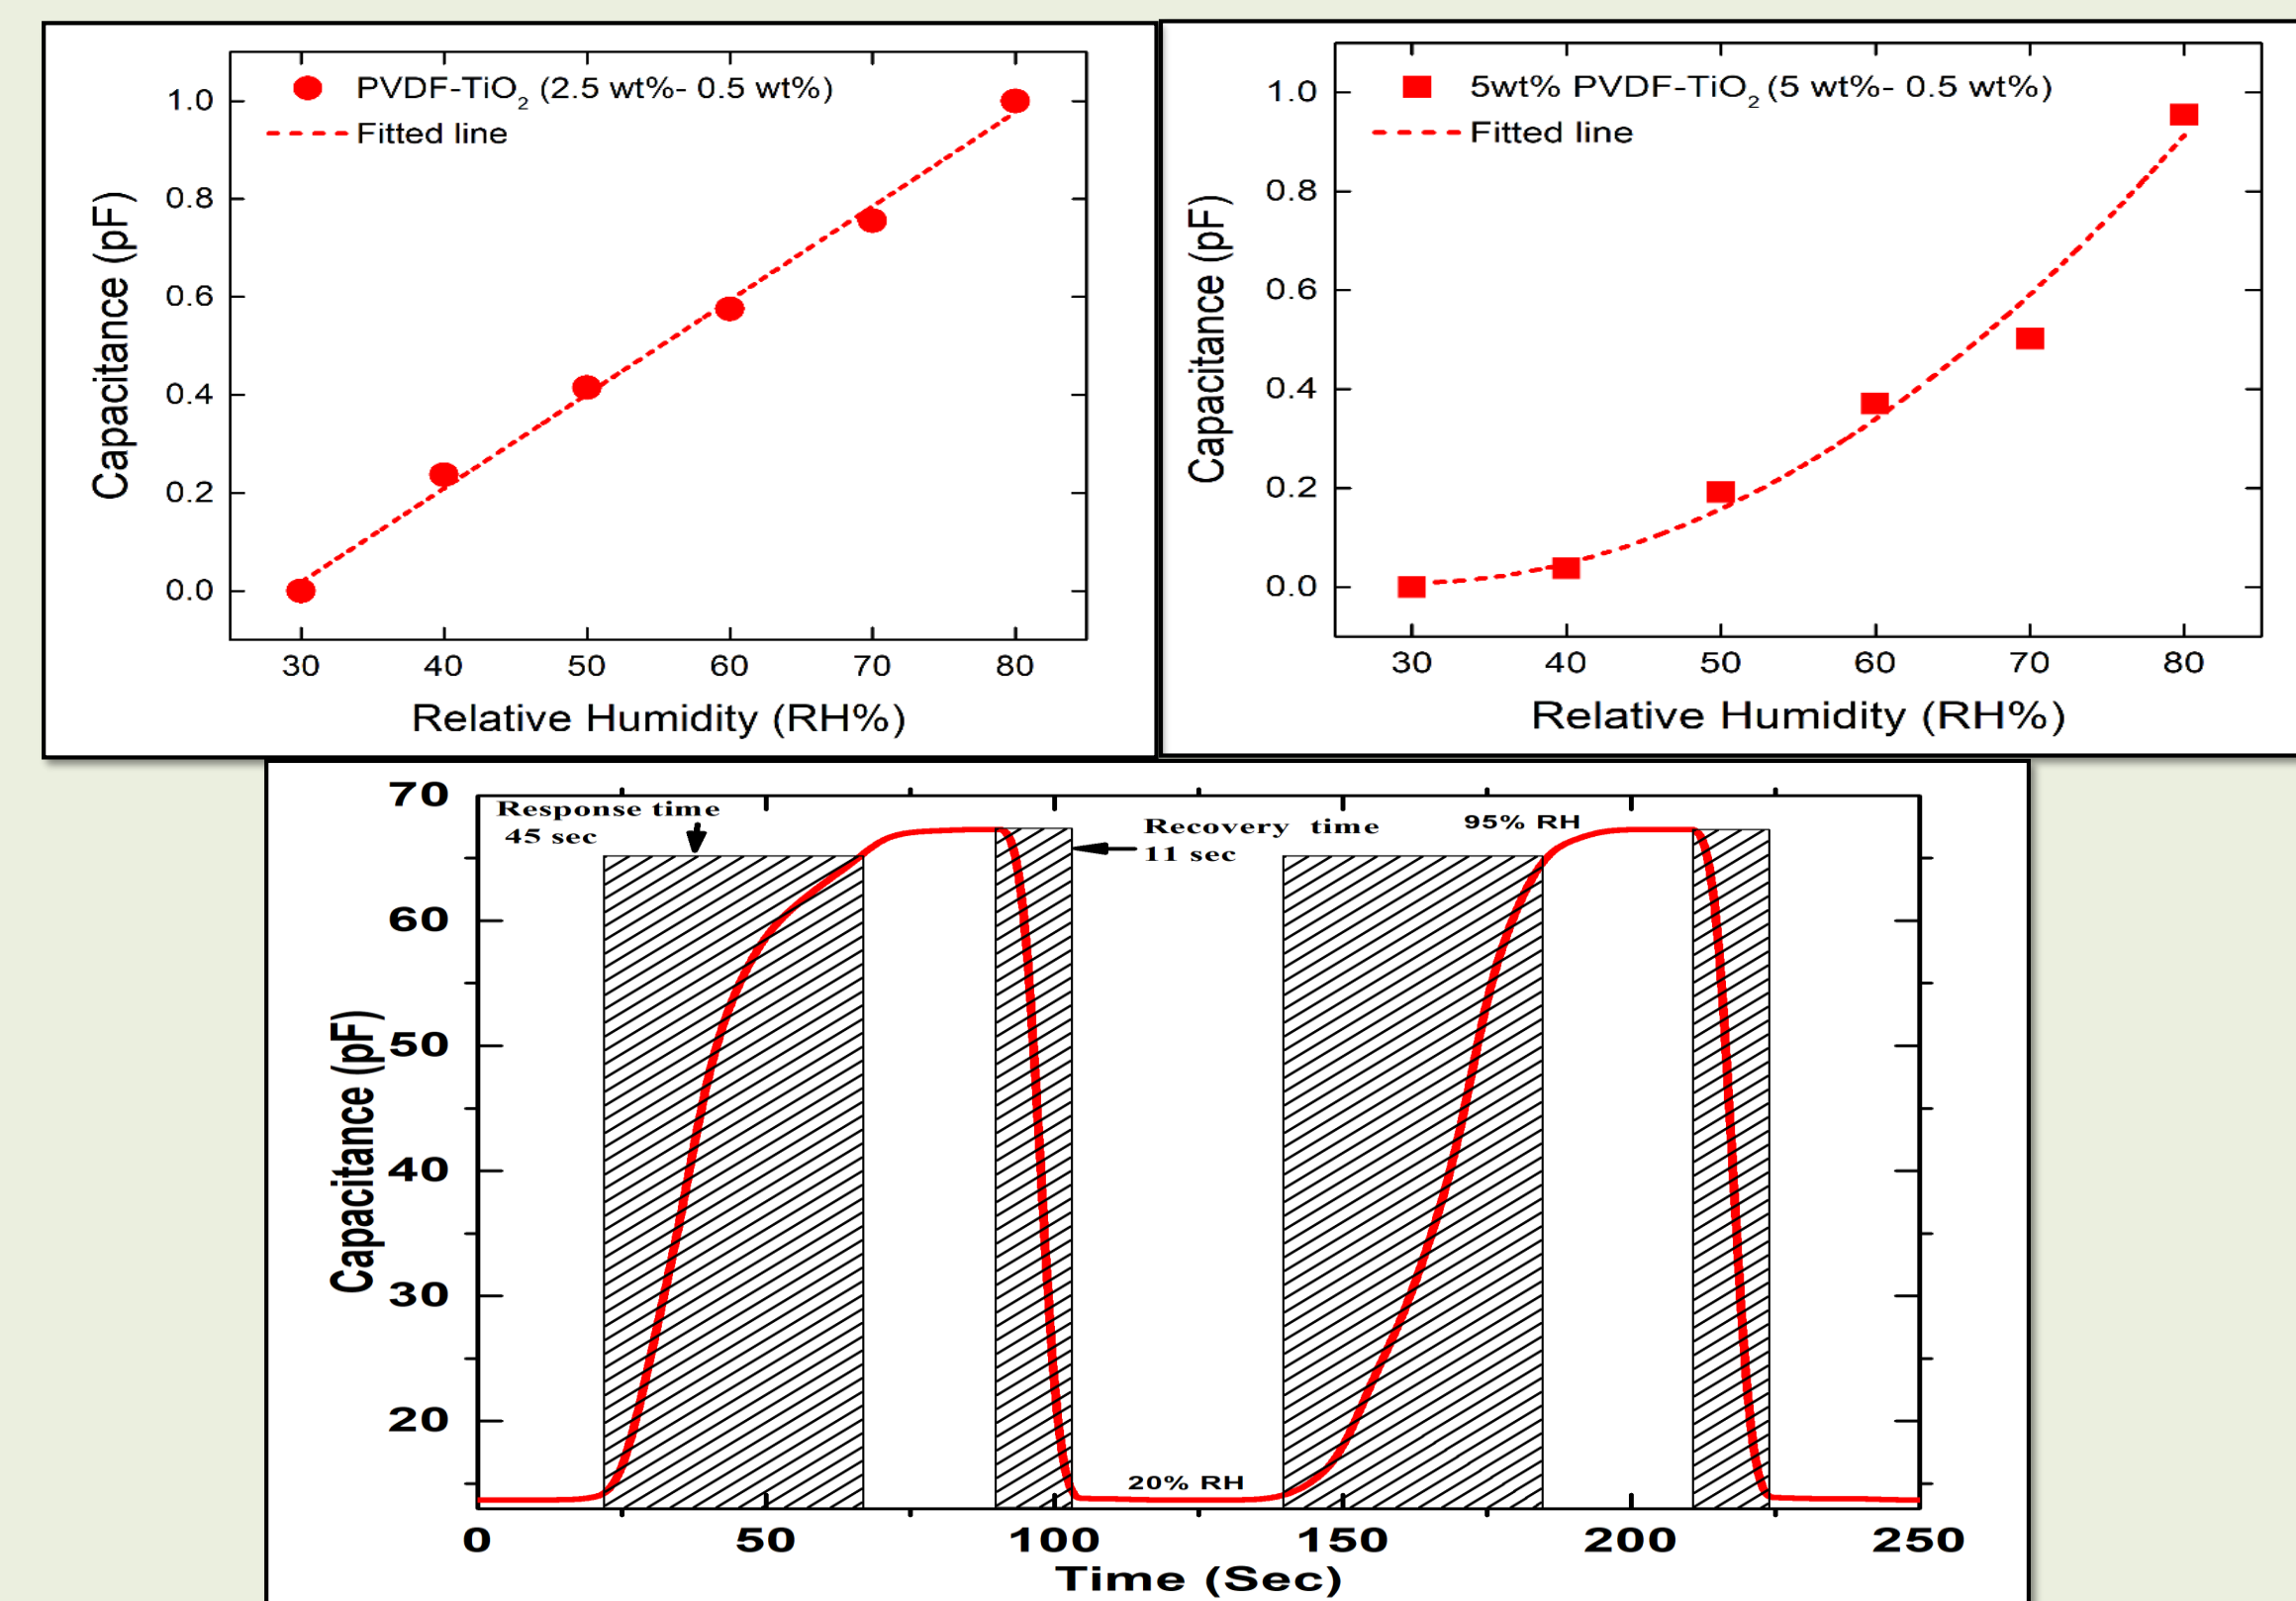 PVDF-TiO₂ (2.5 wt%- 0.5 wt%)
Fitted line
1.0
0.8
0.6
0.4
0.2
0.0
Capacitance (pF)
30 40 50 60 70 80
Relative Humidity (RH%)
5wt% PVDF-TiO₂ (5 wt%- 0.5 wt%)
Fitted line
1.0
0.8
0.6
0.4
0.2
0.0
Capacitance (pF)
30 40 50 60 70 80
Relative Humidity (RH%)
Response time
45 sec
Recovery time
11 sec
95% RH
20% RH
70
60
50
40
30
20
Capacitance (pF)
0 50 100 150 200 250
Time (Sec)